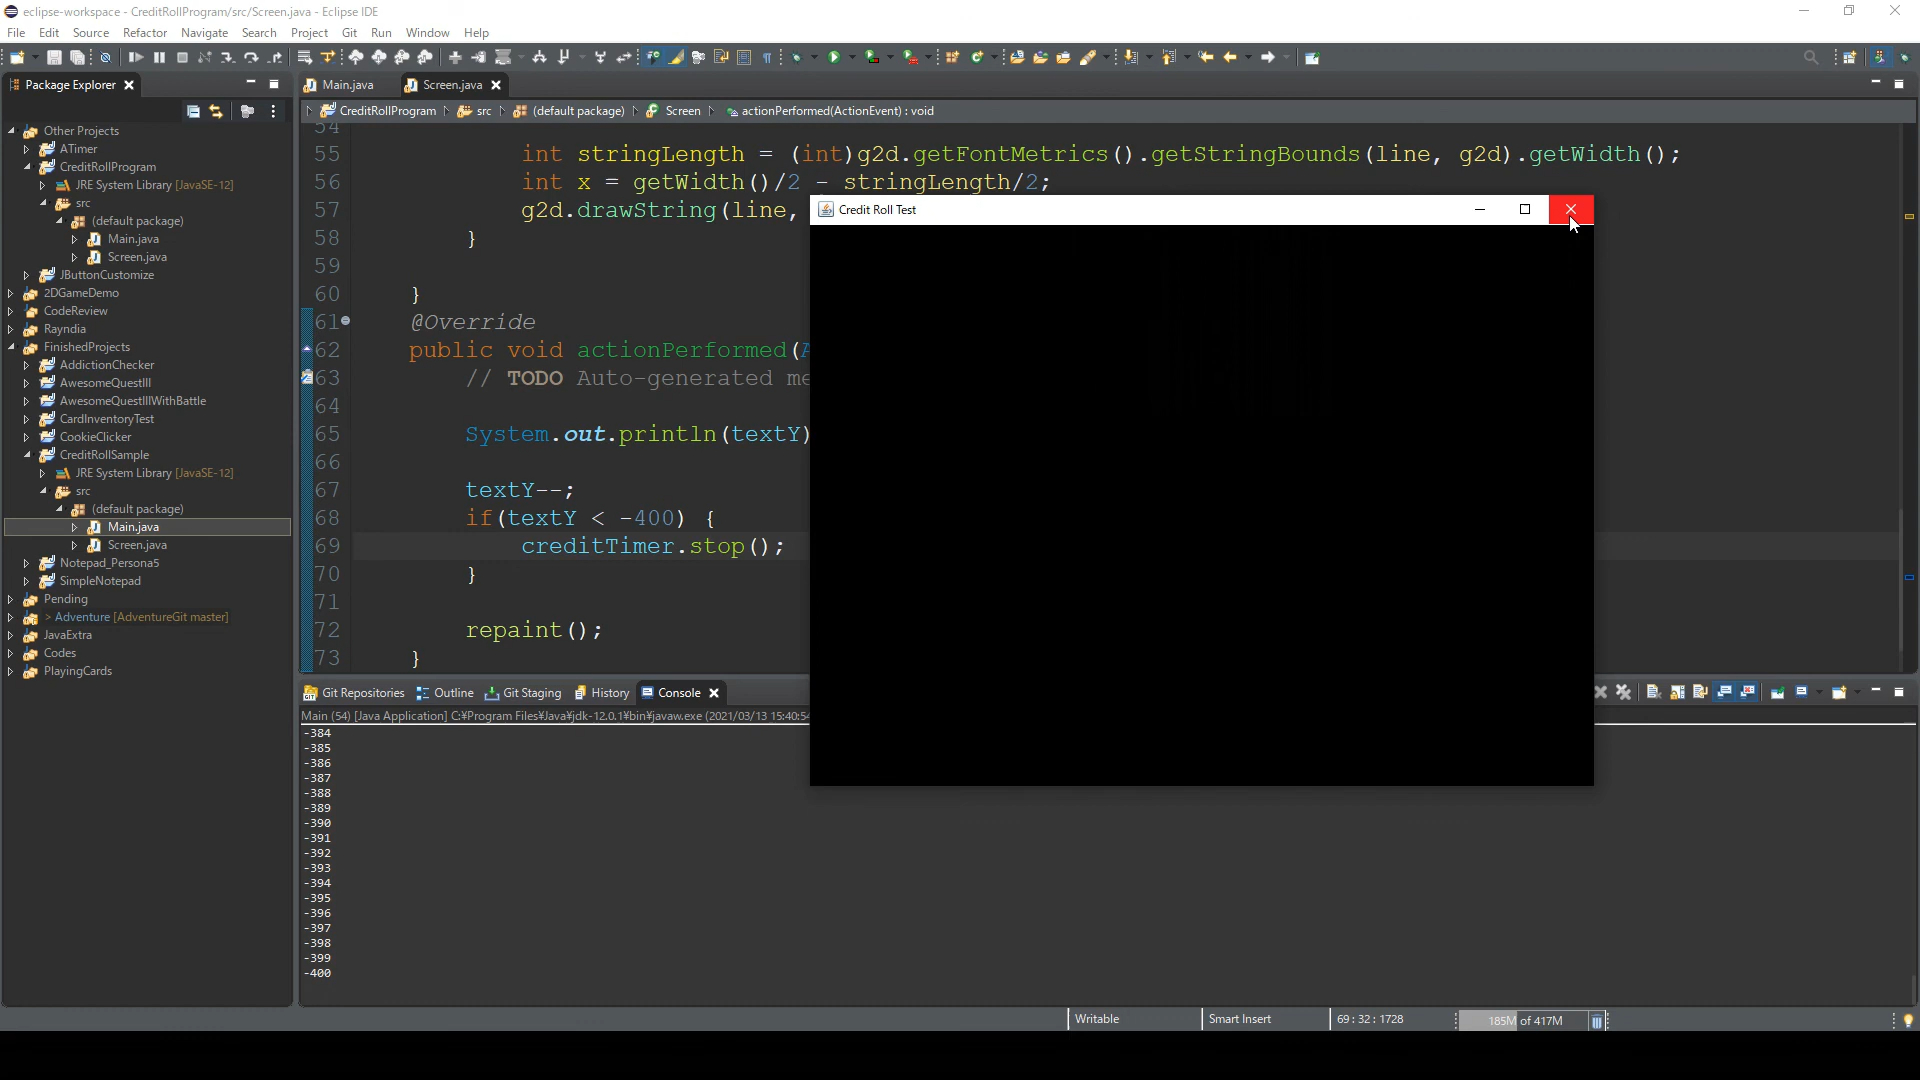 eclipse-workspace - CreditRollProgram/src/Screen.java - Eclipse IDE
File Edit Source Refactor Navigate Search Project Git Run Window Help
Package Explorer
Main.java
Screen.java
CreditRollProgram src (default package) Screen actionPerformed(ActionEvent) : void
Other Projects
ATimer
CreditRollProgram
JRE System Library [JavaSE-12]
src
(default package)
Main.java
Screen.java
JButtonCustomize
2DGameDemo
CodeReview
Rayndia
FinishedProjects
AddictionChecker
AwesomeQuestIII
AwesomeQuestIIIWithBattle
CardInventoryTest
CookieClicker
CreditRollSample
JRE System Library [JavaSE-12]
src
(default package)
Main.java
Screen.java
Notepad_Persona5
SimpleNotepad
Pending
> Adventure [AdventureGit master]
JavaExtra
Codes
PlayingCards
54
55 int stringLength = (int)g2d.getFontMetrics().getStringBounds(line, g2d).getWidth();
56 int x = getWidth()/2 - stringLength/2;
57 g2d.drawString(line,
58 }
59
60 }
61 @Override
62 public void actionPerformed(A
63 // TODO Auto-generated me
64
65 System.out.println(textY)
66
67 textY--;
68 if(textY < -400) {
69 creditTimer.stop();
70 }
71
72 repaint();
73 }
Credit Roll Test
Git Repositories Outline Git Staging History Console
Main (54) [Java Application] C:¥Program Files¥Java¥jdk-12.0.1¥bin¥javaw.exe (2021/03/13 15:40:54
-384
-385
-386
-387
-388
-389
-390
-391
-392
-393
-394
-395
-396
-397
-398
-399
-400
Writable Smart Insert 69 : 32 : 1728 185M of 417M